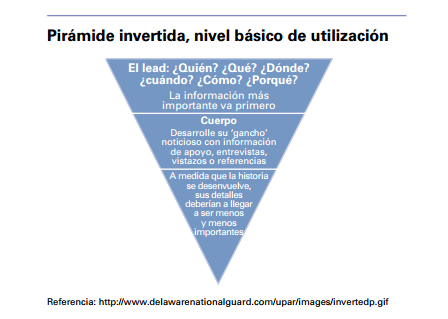 Pirámide invertida, nivel básico de utilización
El lead: ¿Quién? ¿Qué? ¿Dónde?
¿cuándo? ¿Cómo? ¿Porqué?
La información más
importante va primero
Cuerpo
Desarrolle su ‘gancho’
noticioso con información
de apoyo, entrevistas,
vistazos o referencias
A medida que la historia
se desenvuelve,
sus detalles
deberían a llegar
a ser menos
y menos
importantes
Referencia: http://www.delawarenationalguard.com/upar/images/invertedp.gif